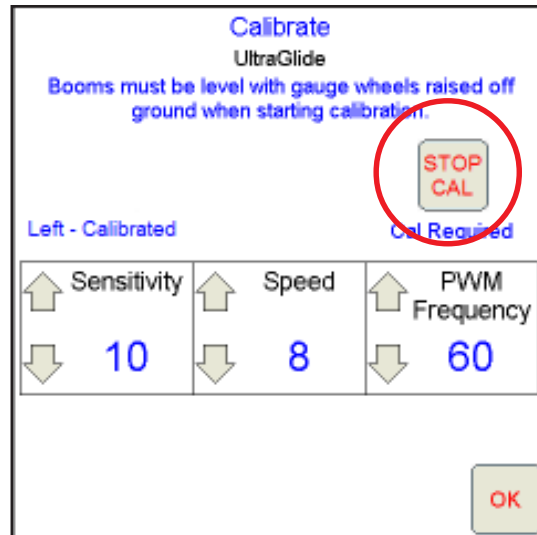 Calibrate
UltraGlide
Booms must be level with gauge wheels raised off
ground when starting calibration.
STOP
CAL
Left - Calibrated
Cal Required
Sensitivity
10
Speed
8
PWM
Frequency
60
OK